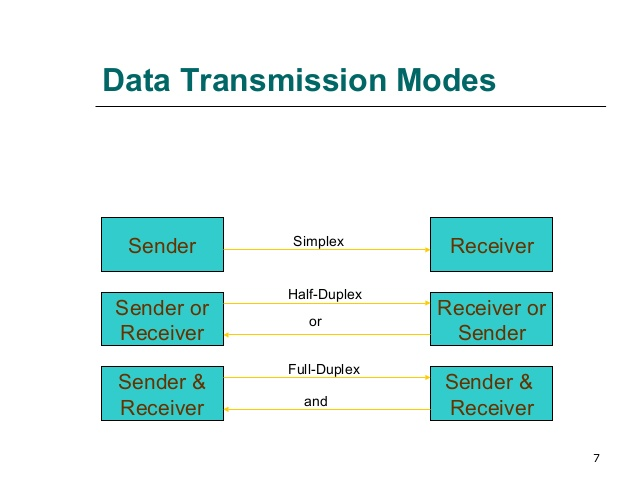 Data Transmission Modes
Sender
Simplex
Receiver
Sender or
Receiver
Half-Duplex
or
Receiver or
Sender
Sender &
Receiver
Full-Duplex
and
Sender &
Receiver
7